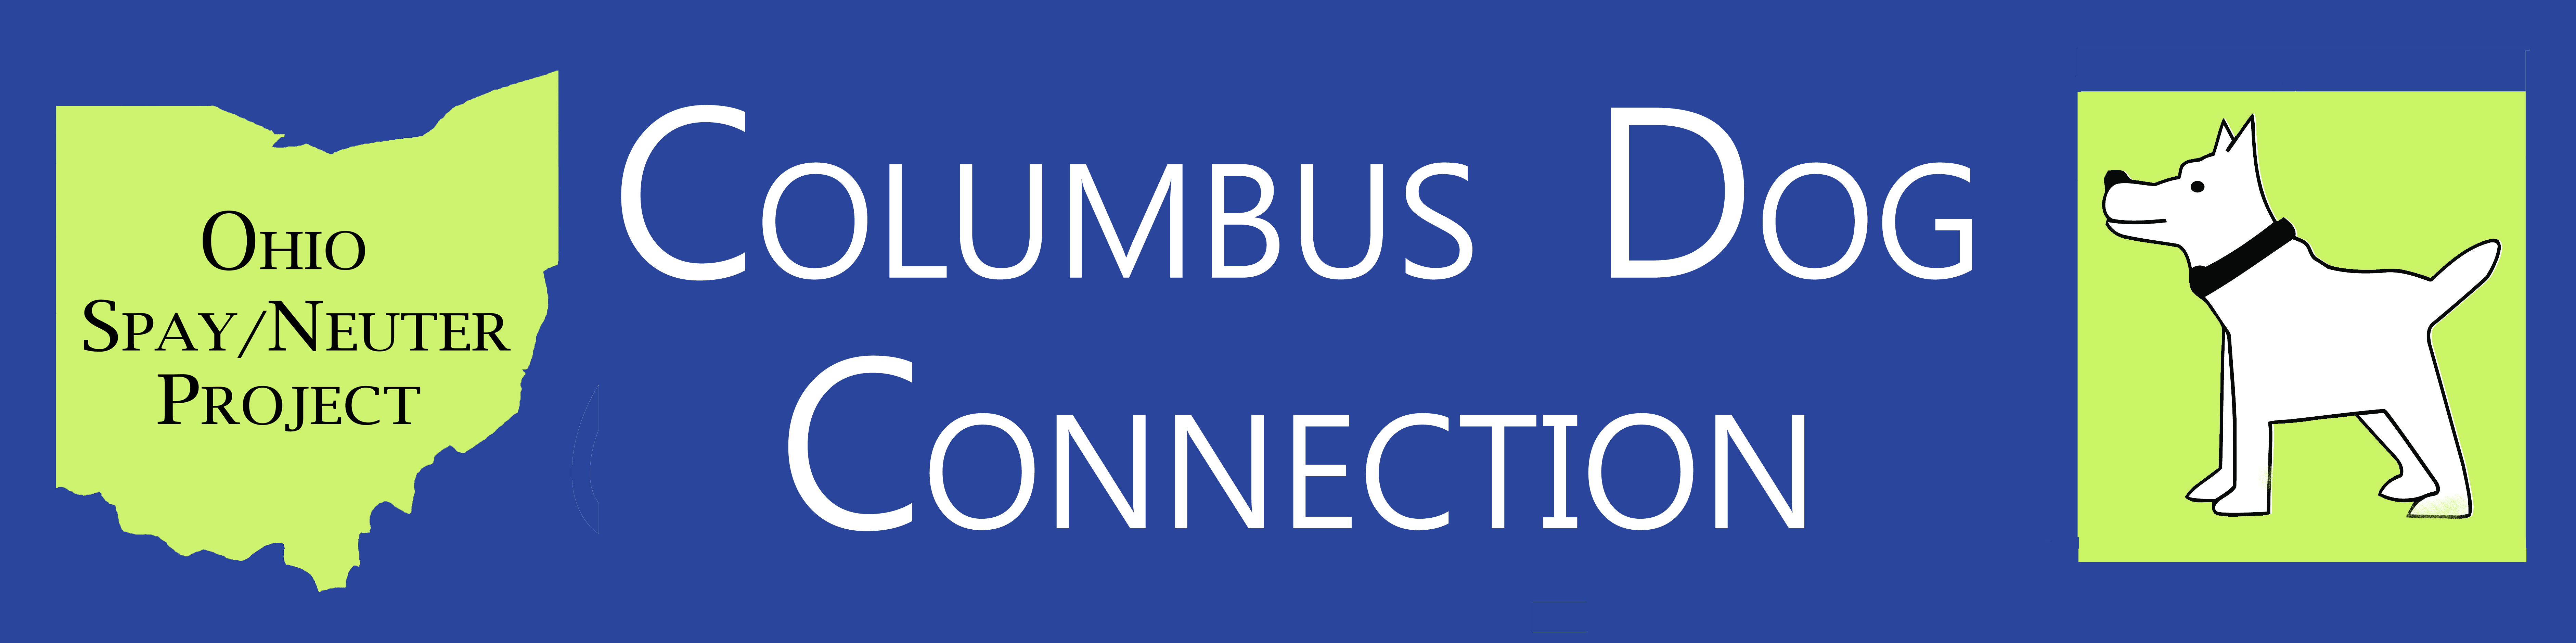 Ohio
Spay/Neuter
Project
Columbus Dog
Connection